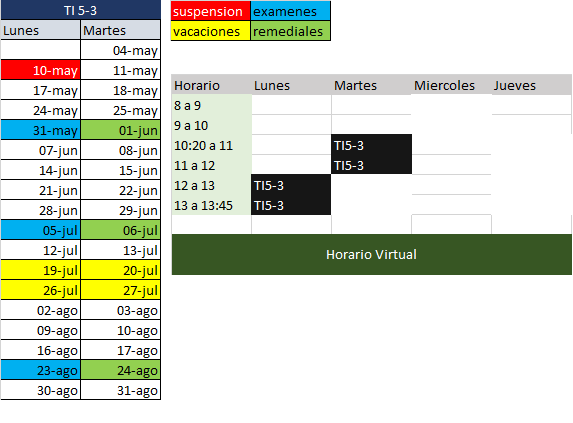 TI 5-3
Lunes Martes
04-may
10-may 11-may
17-may 18-may
24-may 25-may
31-may 01-jun
07-jun 08-jun
14-jun 15-jun
21-jun 22-jun
28-jun 29-jun
05-jul 06-jul
12-jul 13-jul
19-jul 20-jul
26-jul 27-jul
02-ago 03-ago
09-ago 10-ago
16-ago 17-ago
23-ago 24-ago
30-ago 31-ago
suspension examenes
vacaciones remediales
Horario Lunes Martes Miercoles Jueves
8 a 9
9 a 10
10:20 a 11 TI5-3
11 a 12 TI5-3
12 a 13 TI5-3
13 a 13:45 TI5-3
Horario Virtual